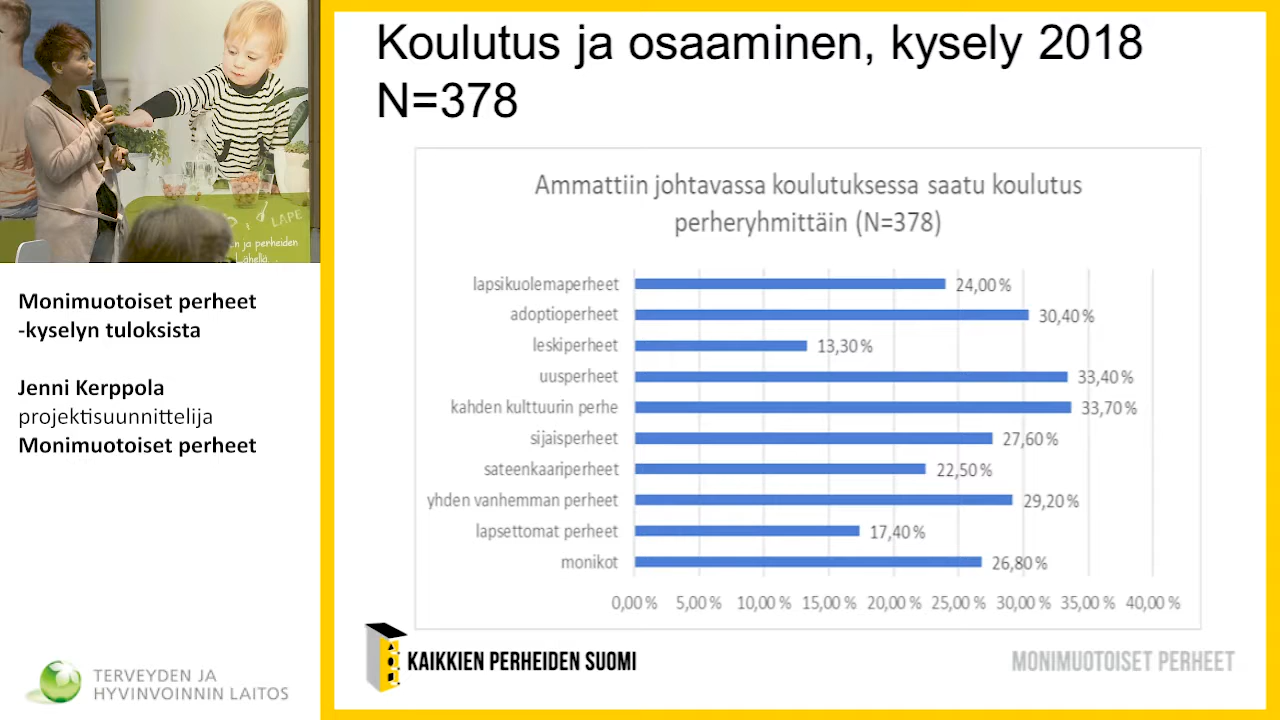 Koulutus ja osaaminen, kysely 2018
N=378
Ammattiin johtavassa koulutuksessa saatu koulutus
perheryhmittäin (N=378)
lapsikuolemaperheet 24,00 %
adoptioperheet 30,40 %
leskiperheet 13,30 %
uusperheet 33,40 %
kahden kulttuurin perhe 33,70 %
sijaisperheet 27,60 %
sateenkaariperheet 22,50 %
yhden vanhemman perheet 29,20 %
lapsettomat perheet 17,40 %
monikot 26,80 %
0,00 % 5,00 % 10,00 % 15,00 % 20,00 % 25,00 % 30,00 % 35,00 % 40,00 %
KAIKKIEN PERHEIDEN SUOMI
MONIMUOTOISET PERHEET
LAPE
n ja perheiden
Lähellä
Monimuotoiset perheet
-kyselyn tuloksista
Jenni Kerppola
projektisuunnittelija
Monimuotoiset perheet
TERVEYDEN JA
HYVINVOINNIN LAITOS